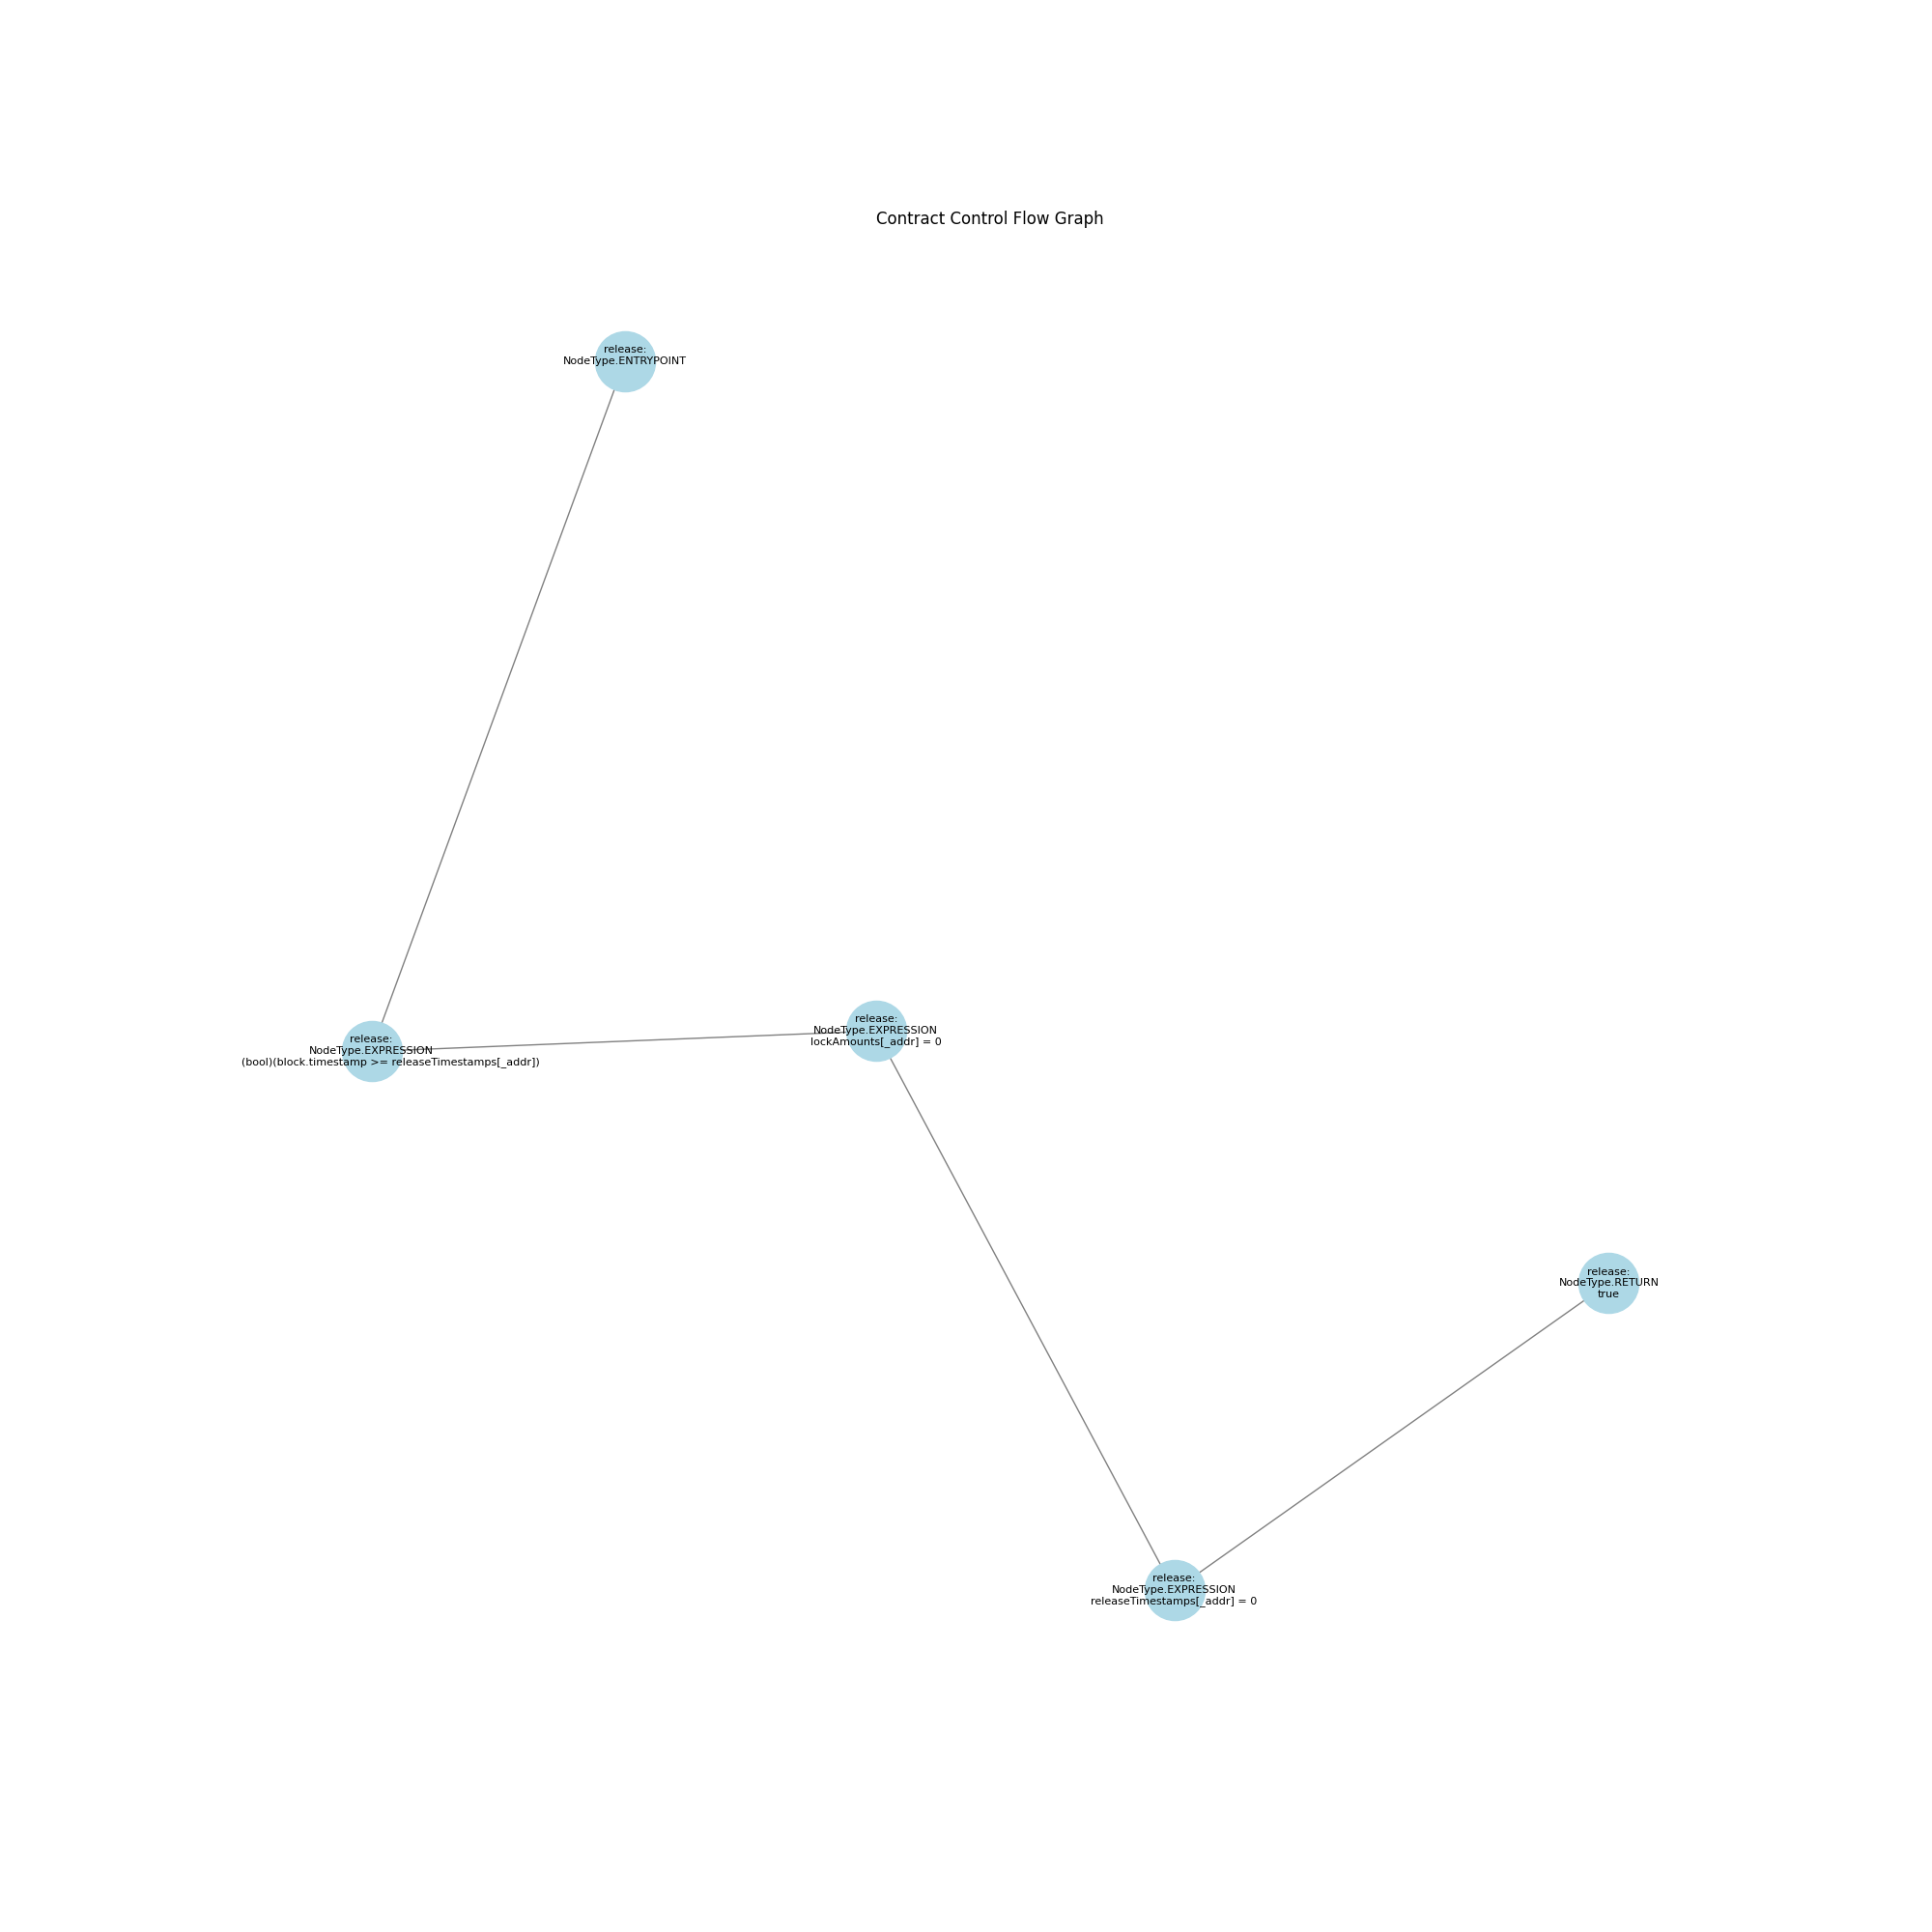 Contract Control Flow Graph
release:
NodeType.ENTRYPOINT
release:
NodeType.EXPRESSION
lockAmounts[_addr] = 0
release:
NodeType.EXPRESSION
(bool)(block.timestamp >= releaseTimestamps[_addr])
release:
NodeType.RETURN
true
release:
NodeType.EXPRESSION
releaseTimestamps[_addr] = 0